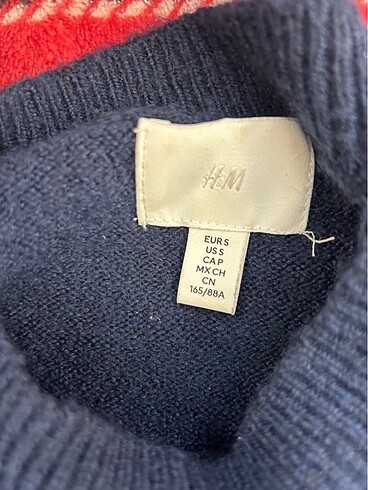 H&M
EUR S
US S
CA P
MX CH
CN
165/88A